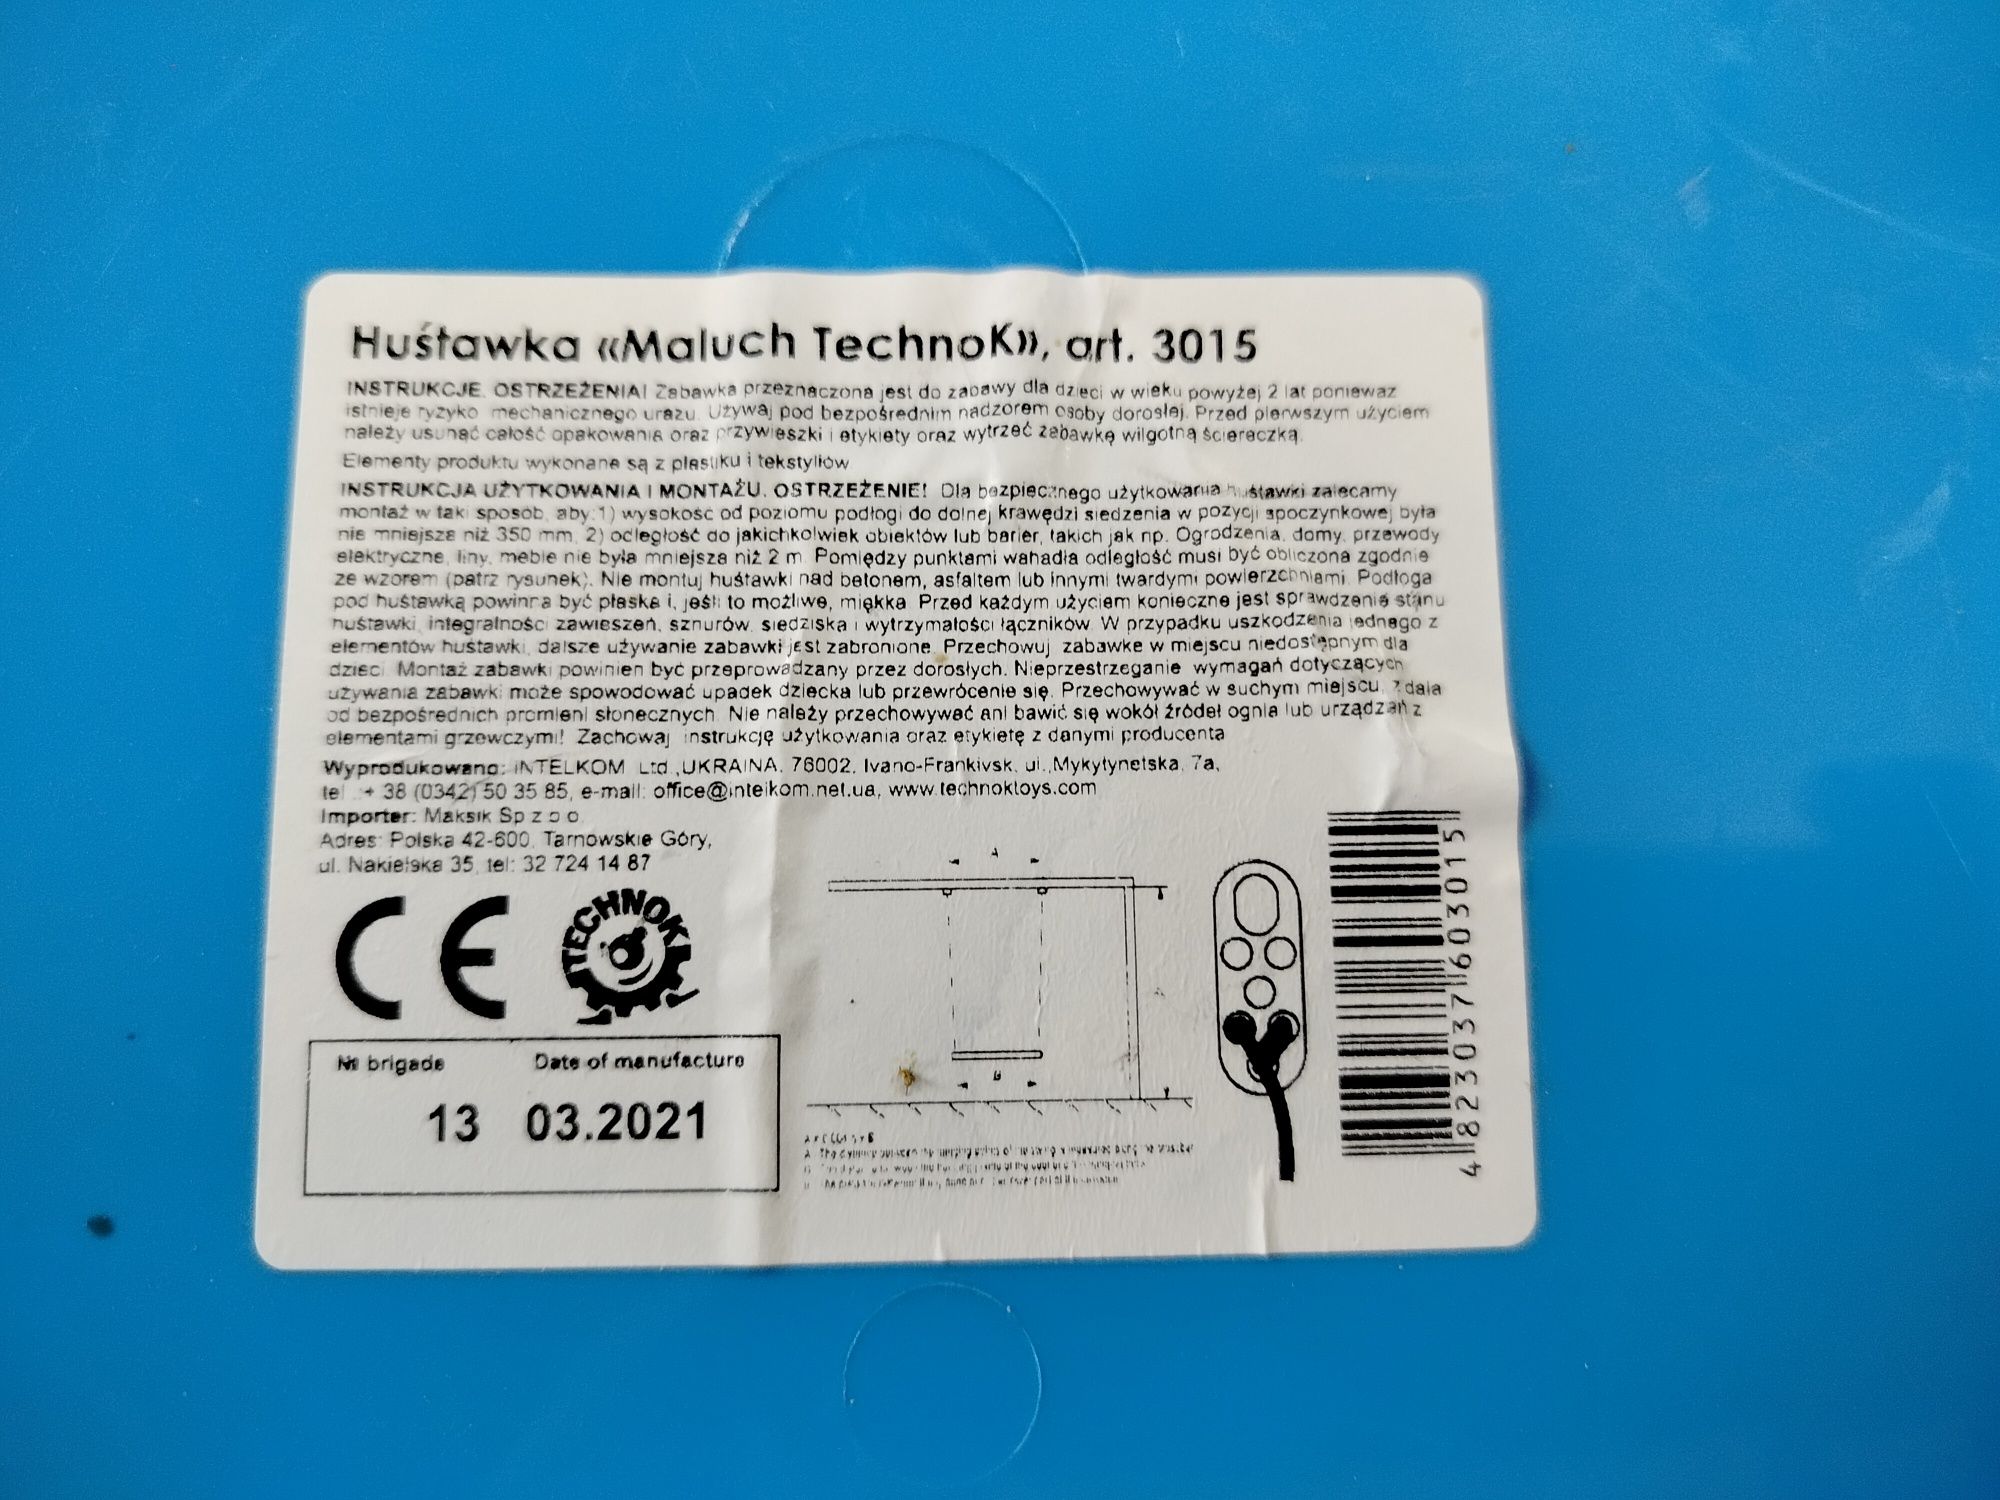 Huśtawka «Maluch TechnoK», art. 3015
INSTRUKCJE. OSTRZEŻENIA! Zabawka przeznaczona jest do zabawy dla dzieci w wieku powyżej 2 lat ponieważ
istnieje ryzyko mechanicznego urazu. Używaj pod bezpośrednim nadzorem osoby dorosłej. Przed pierwszym użyciem
należy usunąć całość opakowania oraz przywieszki i etykiety oraz wytrzeć zabawkę wilgotną ściereczką.
Elementy produktu wykonane są z plastiku i tekstyliów
INSTRUKCJA UŻYTKOWANIA I MONTAŻU. OSTRZEŻENIE! Dla bezpiecznego użytkowania huśtawki zalecamy
montaż w taki sposób, aby:1) wysokość od poziomu podłogi do dolnej krawędzi siedzenia w pozycji spoczynkowej była
nie mniejsza niż 350 mm, 2) odległość do jakichkolwiek obiektów lub barier, takich jak np. Ogrodzenia, domy, przewody
elektryczne, liny, meble nie była mniejsza niż 2 m. Pomiędzy punktami wahadła odległość musi być obliczona zgodnie
ze wzorem (patrz rysunek). Nie montuj huśtawki nad betonem, asfaltem lub innymi twardymi powierzchniami. Podłoga
pod huśtawką powinna być płaska i, jeśli to możliwe, miękka. Przed każdym użyciem konieczne jest sprawdzenie stanu
huśtawki, integralności zawieszeń, sznurów, siedziska i wytrzymałości łączników. W przypadku uszkodzenia jednego z
elementów huśtawki, dalsze używanie zabawki jest zabronione. Przechowuj zabawkę w miejscu niedostępnym dla
dzieci. Montaż zabawki powinien być przeprowadzany przez dorosłych. Nieprzestrzeganie wymagań dotyczących
używania zabawki może spowodować upadek dziecka lub przewrócenie się. Przechowywać w suchym miejscu, z dala
od bezpośrednich promieni słonecznych. Nie należy przechowywać ani bawić się wokół źródeł ognia lub urządzań z
elementami grzewczymi! Zachowaj instrukcję użytkowania oraz etykietę z danymi producenta
Wyprodukowano: INTELKOM Ltd.,UKRAINA, 76002, Ivano-Frankivsk, ul.,Mykytynetska, 7a,
tel.:+ 38 (0342) 50 35 85, e-mail: office@intelkom.net.ua, www.technoktoys.com
Importer: Maksik Sp z o o
Adres: Polska 42-600, Tarnowskie Góry,
ul. Nakielska 35, tel: 32 724 14 87
CE TECHNOK
№ brigade Date of manufacture
13 03.2021
A
B
4823037603015